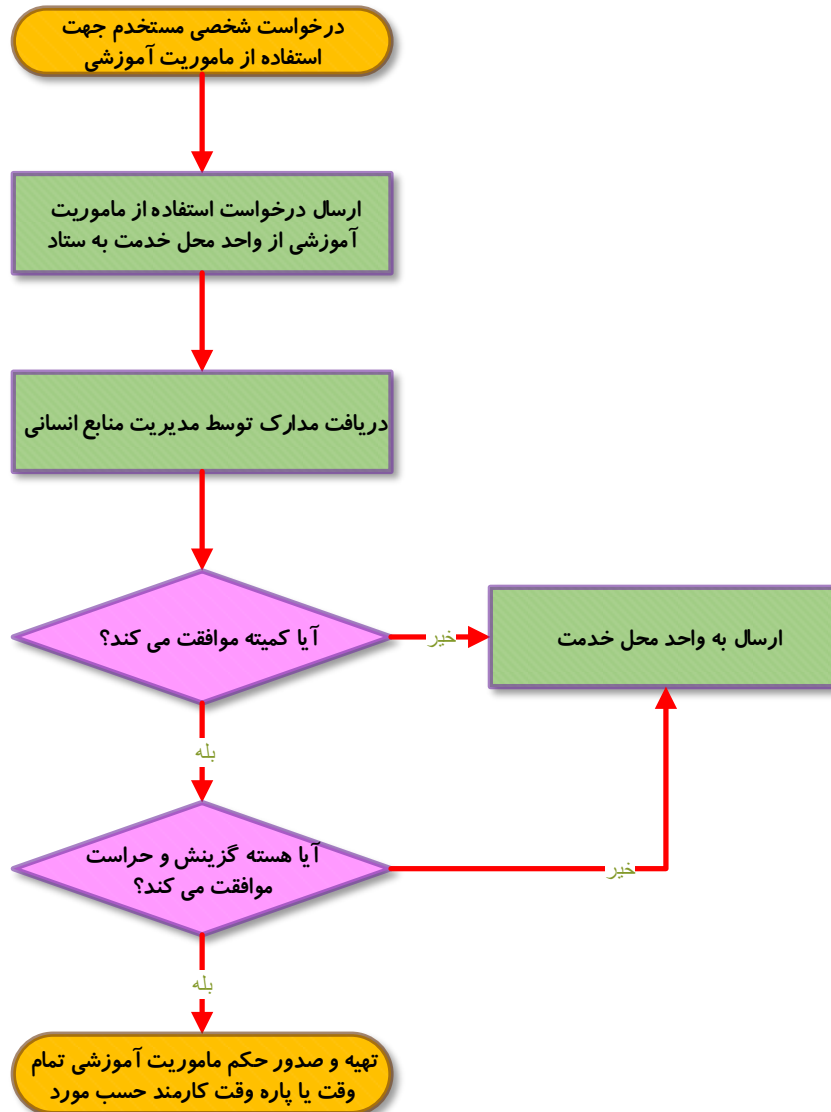 درخواست شخصی مستخدم جهت
استفاده از ماموریت آموزشی
ارسال درخواست استفاده از ماموریت
آموزشی از واحد محل خدمت به ستاد
دریافت مدارک توسط مدیریت منابع انسانی
آیا کمیته موافقت می کند؟
خیر
ارسال به واحد محل خدمت
بله
آیا هسته گزینش و حراست
موافقت می کند؟
خیر
بله
تهیه و صدور حکم ماموریت آموزشی تمام
وقت یا پاره وقت کارمند حسب مورد